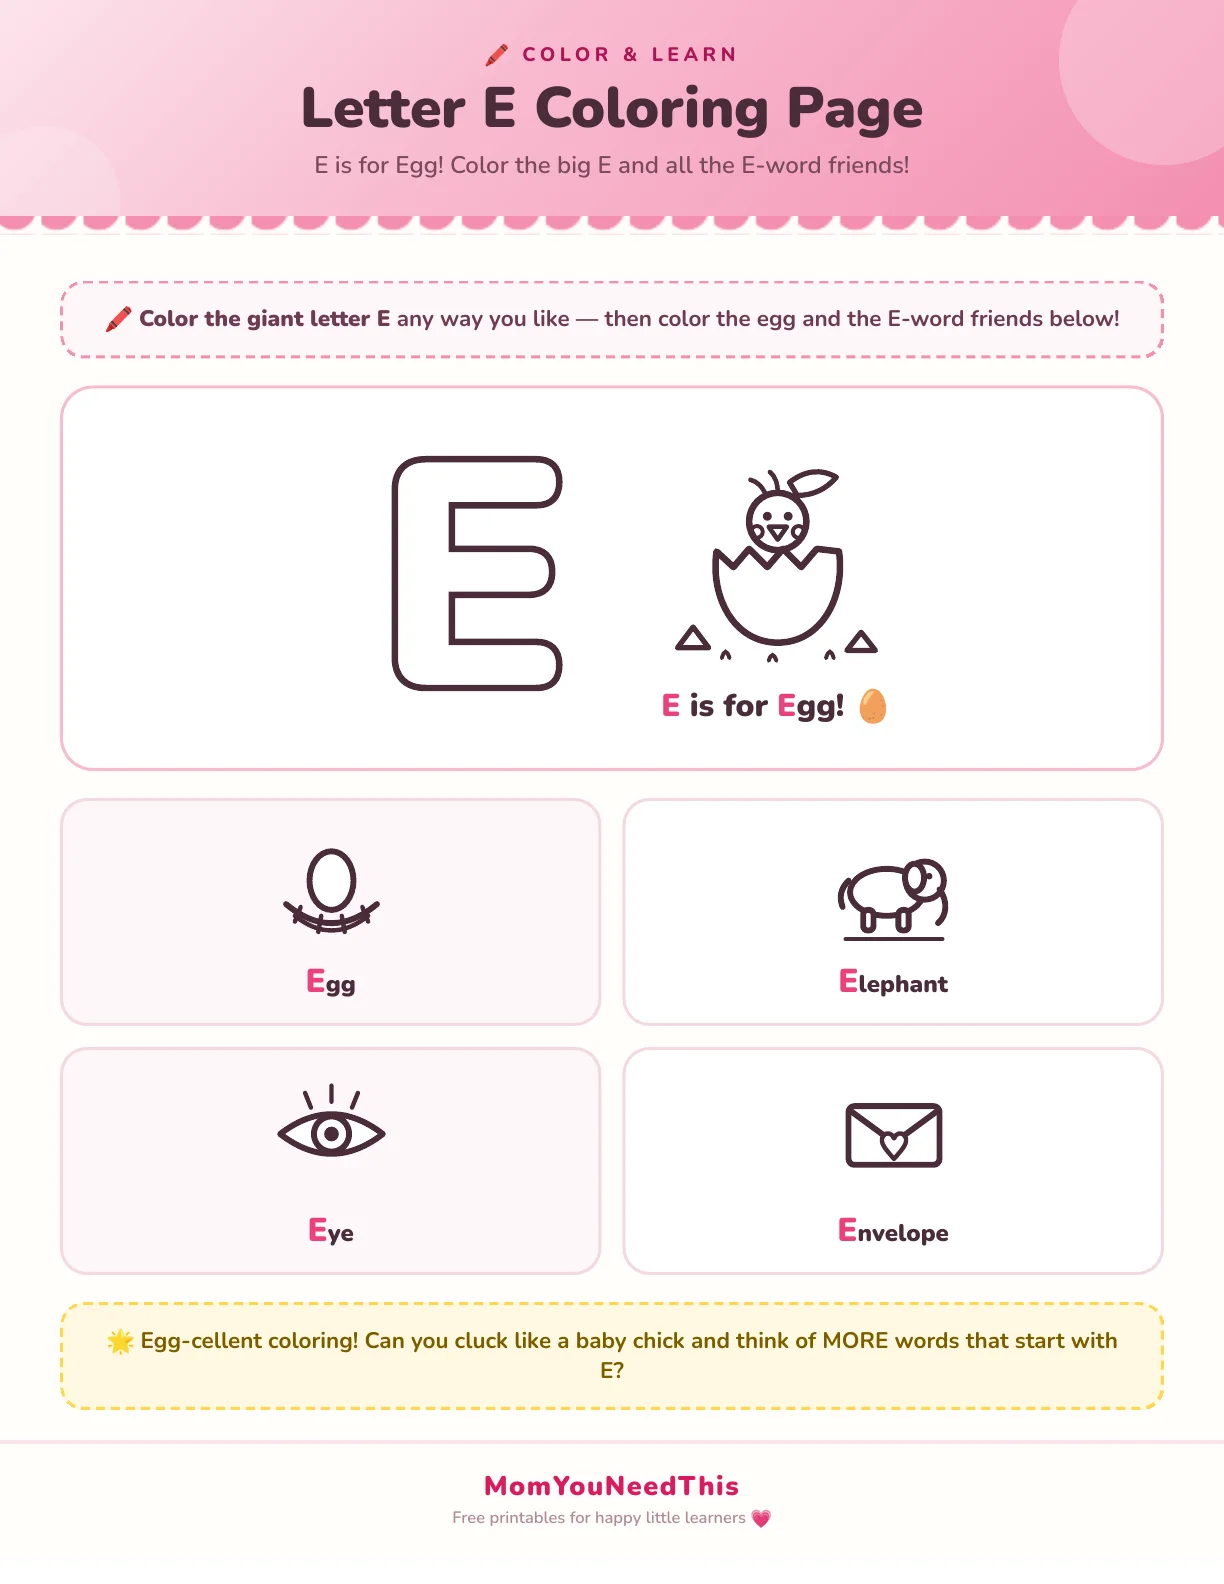 🖍️ COLOR & LEARN
Letter E Coloring Page
E is for Egg! Color the big E and all the E-word friends!
🖍️ Color the giant letter E any way you like — then color the egg and the E-word friends below!
E
E is for Egg! 🥚
Egg
Elephant
Eye
Envelope
🌟 Egg-cellent coloring! Can you cluck like a baby chick and think of MORE words that start with
E?
MomYouNeedThis
Free printables for happy little learners 💗